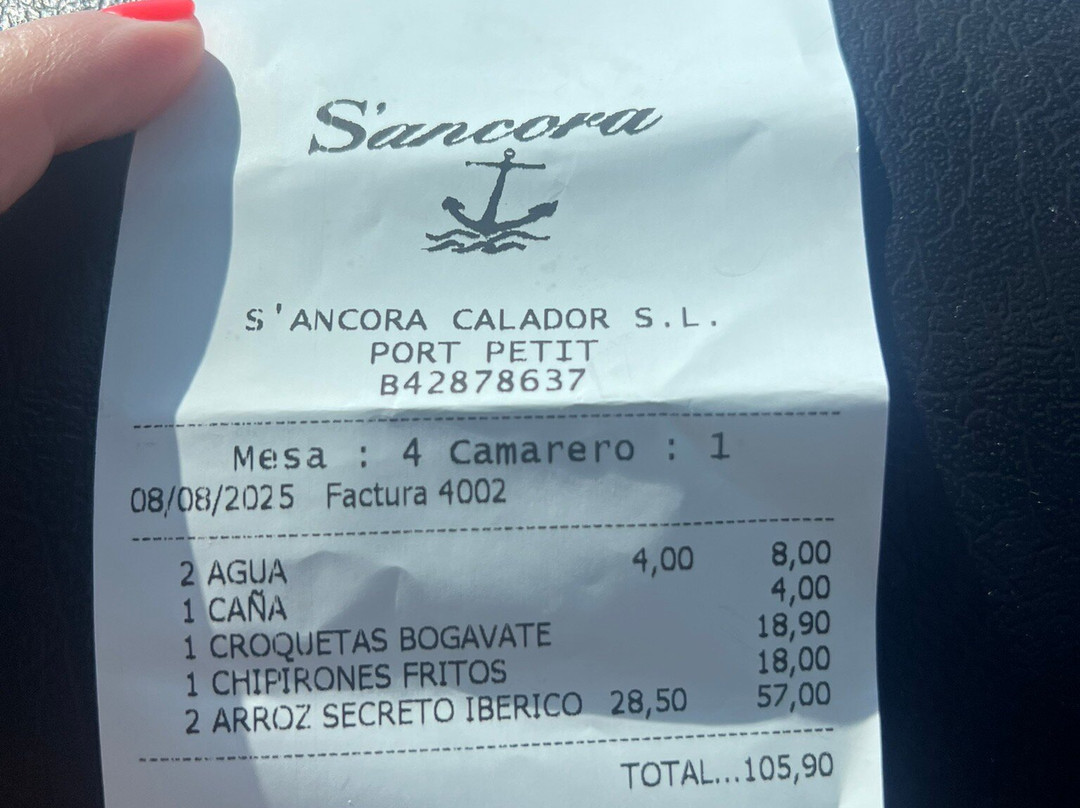 S'ancora
S'ANCORA CALADOR S.L.
PORT PETIT
B42878637
Mesa : 4 Camarero : 1
08/08/2025 Factura 4002
2 AGUA 4,00 8,00
1 CAÑA 4,00
1 CROQUETAS BOGAVATE 18,90
1 CHIPIRONES FRITOS 18,00
2 ARROZ SECRETO IBERICO 28,50 57,00
TOTAL...105,90